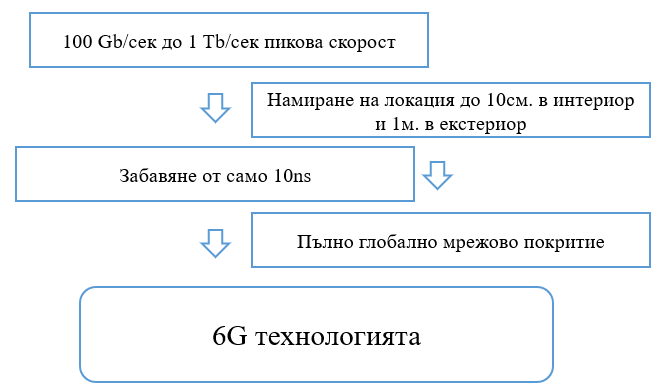 100 Gb/сек до 1 Tb/сек пикова скорост
Намиране на локация до 10см. в интериор
и 1м. в екстериор
Забавяне от само 10ns
Пълно глобално мрежово покритие
6G технологията